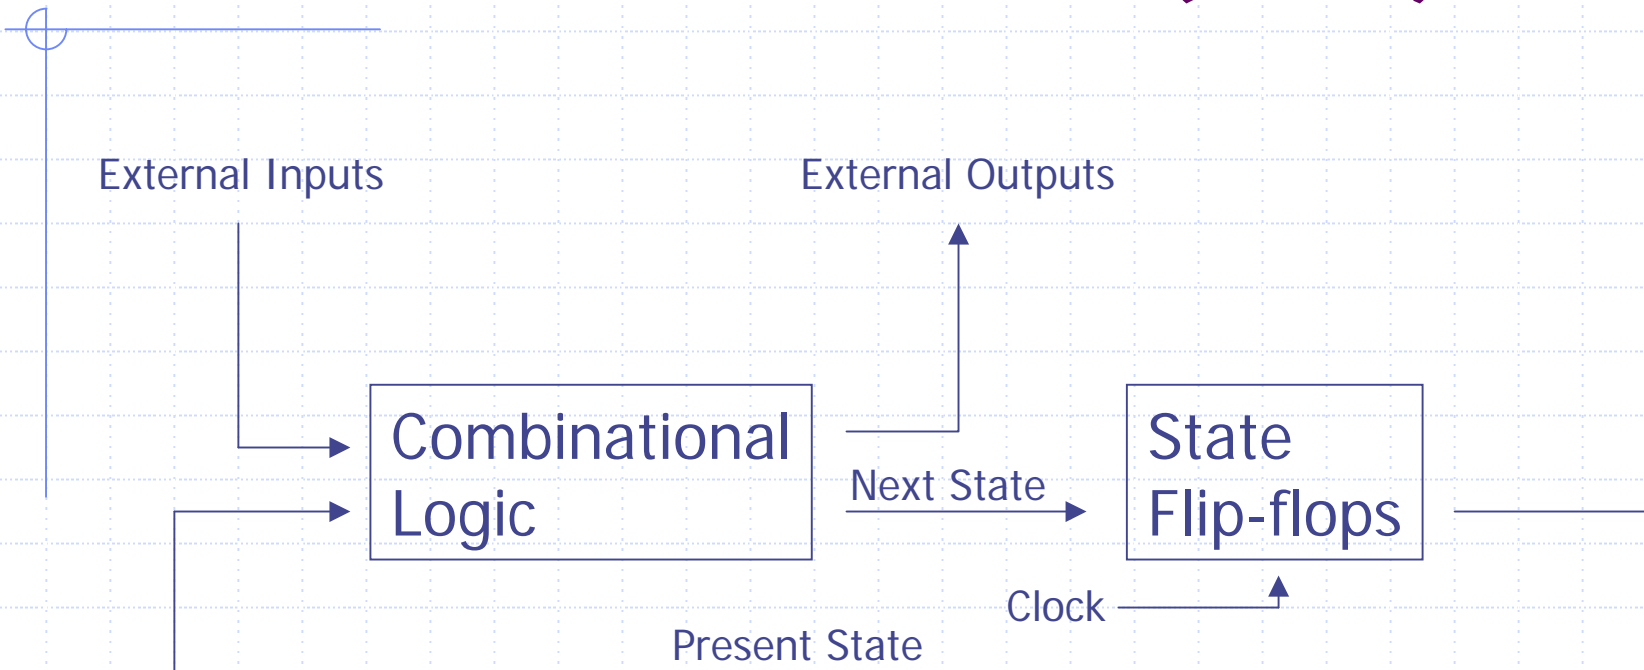 External Inputs
External Outputs
Combinational
Logic
Next State
State
Flip-flops
Clock
Present State